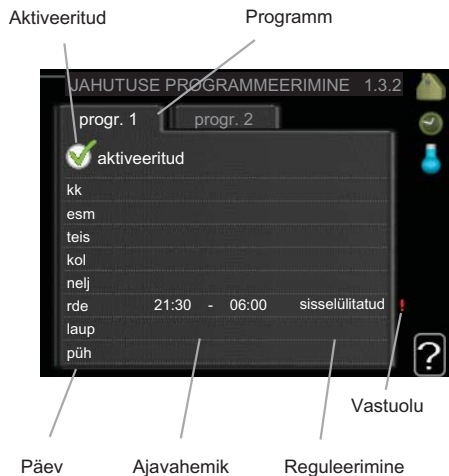 Aktiveeritud Programm
JAHUTUSE PROGRAMMEERIMINE 1.3.2
progr. 1 progr. 2
aktiveeritud
kk
esm
teis
kol
nelj
rde 21:30 - 06:00 sisselülitatud !
laup
püh
?
Vastuolu
Päev Ajavahemik Reguleerimine